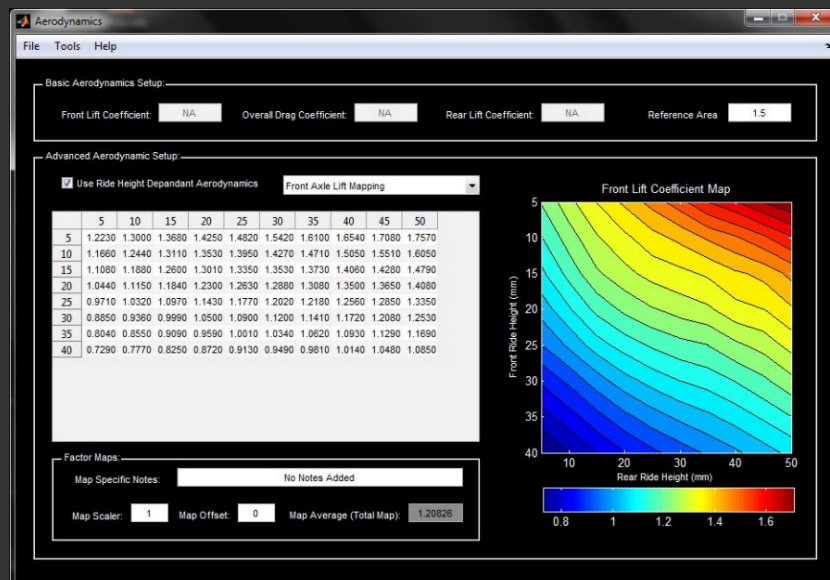 Aerodynamics
File Tools Help
Basic Aerodynamics Setup:
Front Lift Coefficient: NA Overall Drag Coefficient: NA Rear Lift Coefficient: NA Reference Area 1.5
Advanced Aerodynamic Setup:
Use Ride Height Dependant Aerodynamics Front Axle Lift Mapping
5 10 15 20 25 30 35 40 45 50
5 1.2230 1.3000 1.3680 1.4250 1.4820 1.5420 1.6100 1.6540 1.7080 1.7570
10 1.1660 1.2440 1.3110 1.3530 1.3950 1.4270 1.4710 1.5050 1.5510 1.6050
15 1.1080 1.1880 1.2600 1.3010 1.3350 1.3530 1.3730 1.4060 1.4280 1.4790
20 1.0440 1.1150 1.1840 1.2300 1.2630 1.2880 1.3080 1.3500 1.3650 1.4080
25 0.9710 1.0320 1.0970 1.1430 1.1770 1.2020 1.2180 1.2560 1.2850 1.3350
30 0.8850 0.9360 0.9990 1.0500 1.0900 1.1200 1.1410 1.1720 1.2080 1.2530
35 0.8040 0.8550 0.9090 0.9590 1.0010 1.0340 1.0620 1.0930 1.1290 1.1690
40 0.7290 0.7770 0.8250 0.8720 0.9130 0.9490 0.9810 1.0140 1.0480 1.0850
Front Lift Coefficient Map
5
10
15
20
25
30
35
40
Front Ride Height (mm)
10 20 30 40 50
Rear Ride Height (mm)
0.8 1 1.2 1.4 1.6
Factor Maps:
Map Specific Notes: No Notes Added
Map Scaler: 1 Map Offset: 0 Map Average (Total Map): 1.20826